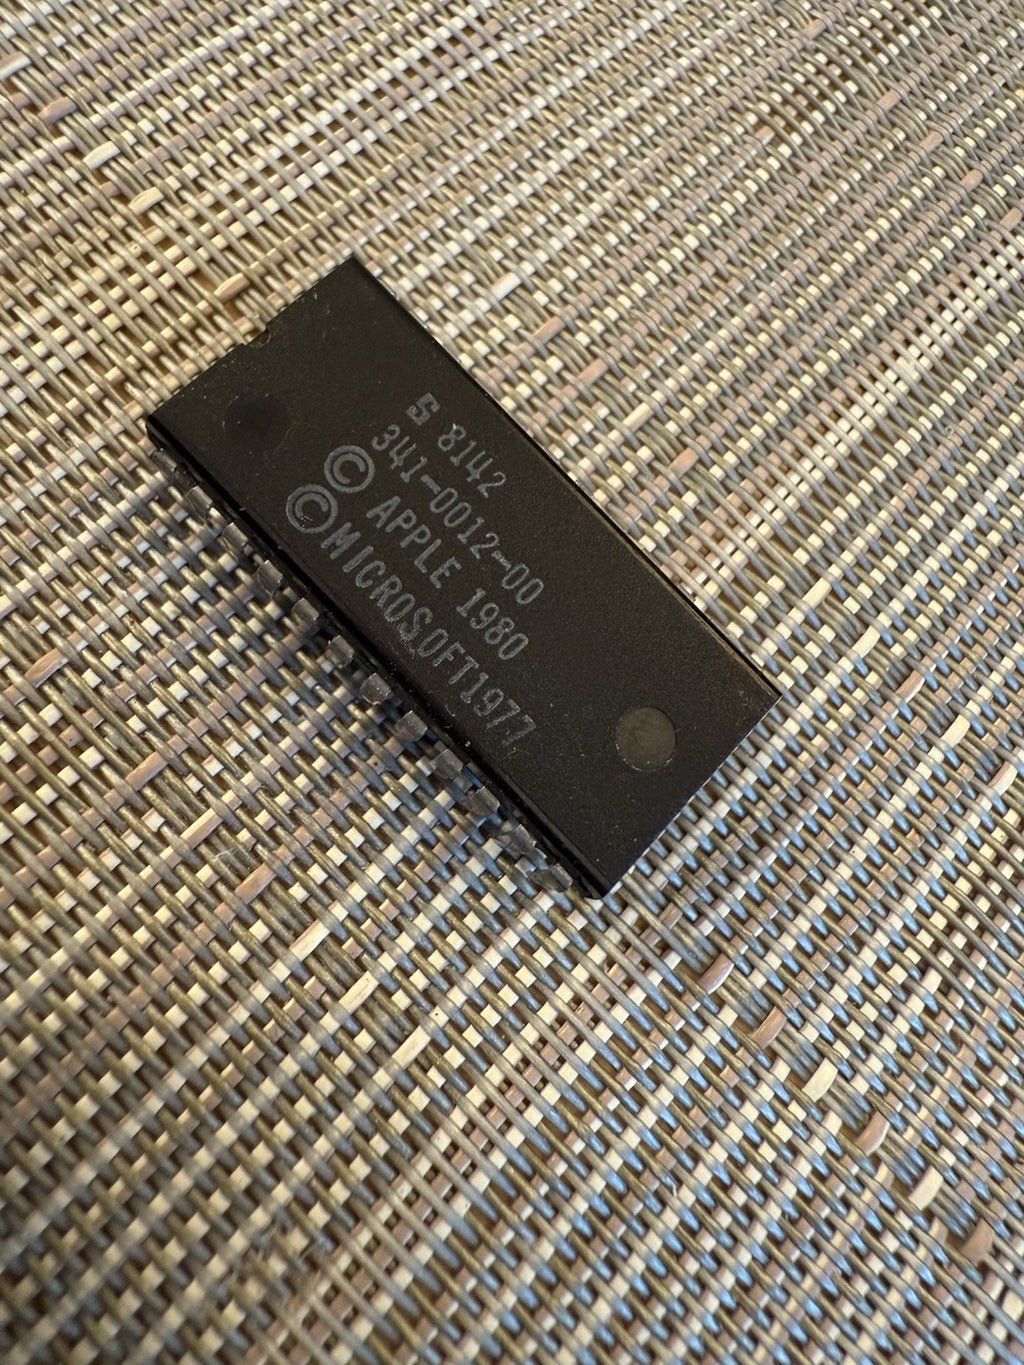 S 8142
341-0012-00
© APPLE 1980
©MICROSOFT1977